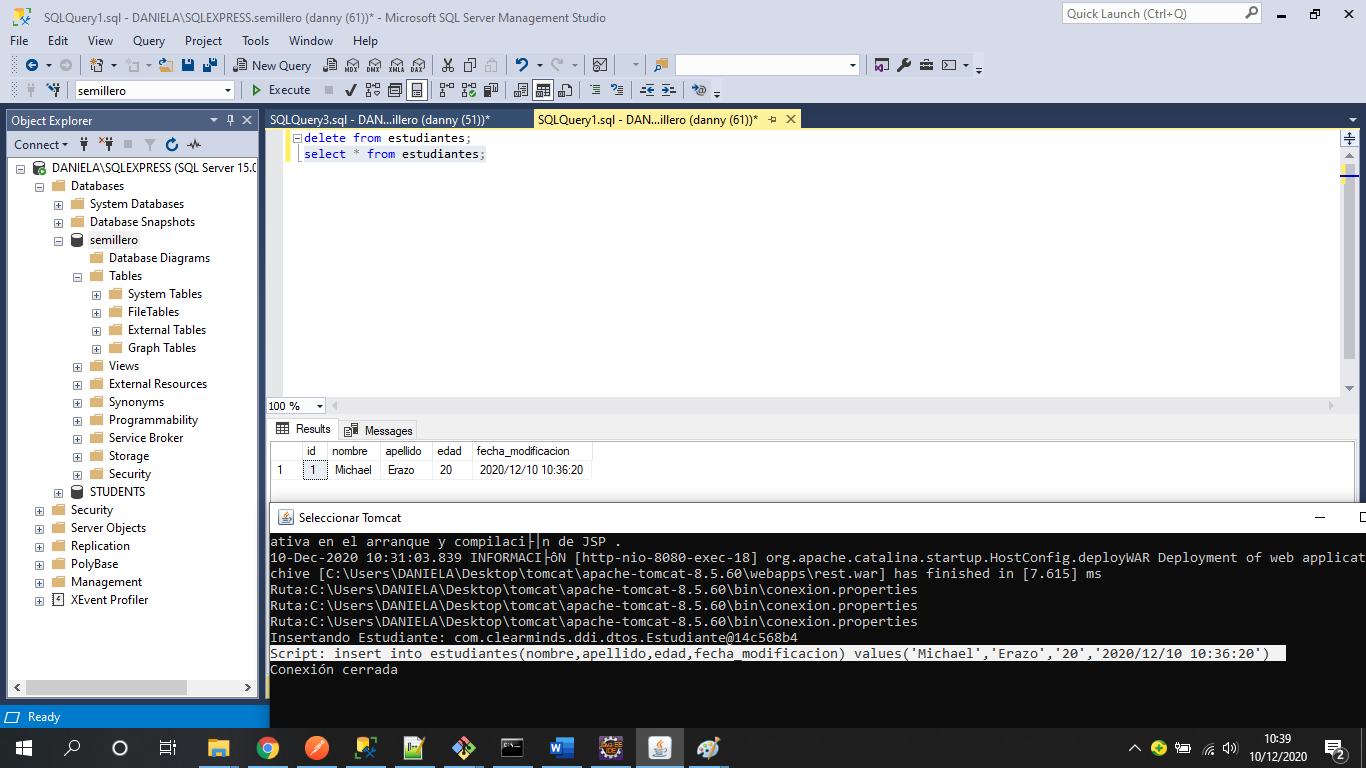 SQLQuery1.sql - DANIELA\SQLEXPRESS.semillero (danny (61))* - Microsoft SQL Server Management Studio
Quick Launch (Ctrl+Q)
File Edit View Query Project Tools Window Help
New Query
MDX DMX XMLA DAX
semillero
Execute
Object Explorer
Connect
DANIELA\SQLEXPRESS (SQL Server 15.0
Databases
System Databases
Database Snapshots
semillero
Database Diagrams
Tables
System Tables
FileTables
External Tables
Graph Tables
Views
External Resources
Synonyms
Programmability
Service Broker
Storage
Security
STUDENTS
Security
Server Objects
Replication
PolyBase
Management
XEvent Profiler
SQLQuery3.sql - DAN...illero (danny (51))*
SQLQuery1.sql - DAN...illero (danny (61))*
delete from estudiantes;
select * from estudiantes;
100 %
Results Messages
id nombre apellido edad fecha_modificacion
1 1 Michael Erazo 20 2020/12/10 10:36:20
Seleccionar Tomcat
ativa en el arranque y compilaci├│n de JSP .
10-Dec-2020 10:31:03.839 INFORMACI├ôN [http-nio-8080-exec-18] org.apache.catalina.startup.HostConfig.deployWAR Deployment of web applicat
chive [C:\Users\DANIELA\Desktop\tomcat\apache-tomcat-8.5.60\webapps\rest.war] has finished in [7.615] ms
Ruta:C:\Users\DANIELA\Desktop\tomcat\apache-tomcat-8.5.60\bin\conexion.properties
Ruta:C:\Users\DANIELA\Desktop\tomcat\apache-tomcat-8.5.60\bin\conexion.properties
Ruta:C:\Users\DANIELA\Desktop\tomcat\apache-tomcat-8.5.60\bin\conexion.properties
Insertando Estudiante: com.clearminds.ddi.dtos.Estudiante@14c568b4
Script: insert into estudiantes(nombre,apellido,edad,fecha_modificacion) values('Michael','Erazo','20','2020/12/10 10:36:20')
Conexión cerrada
Ready
10:39
10/12/2020
2